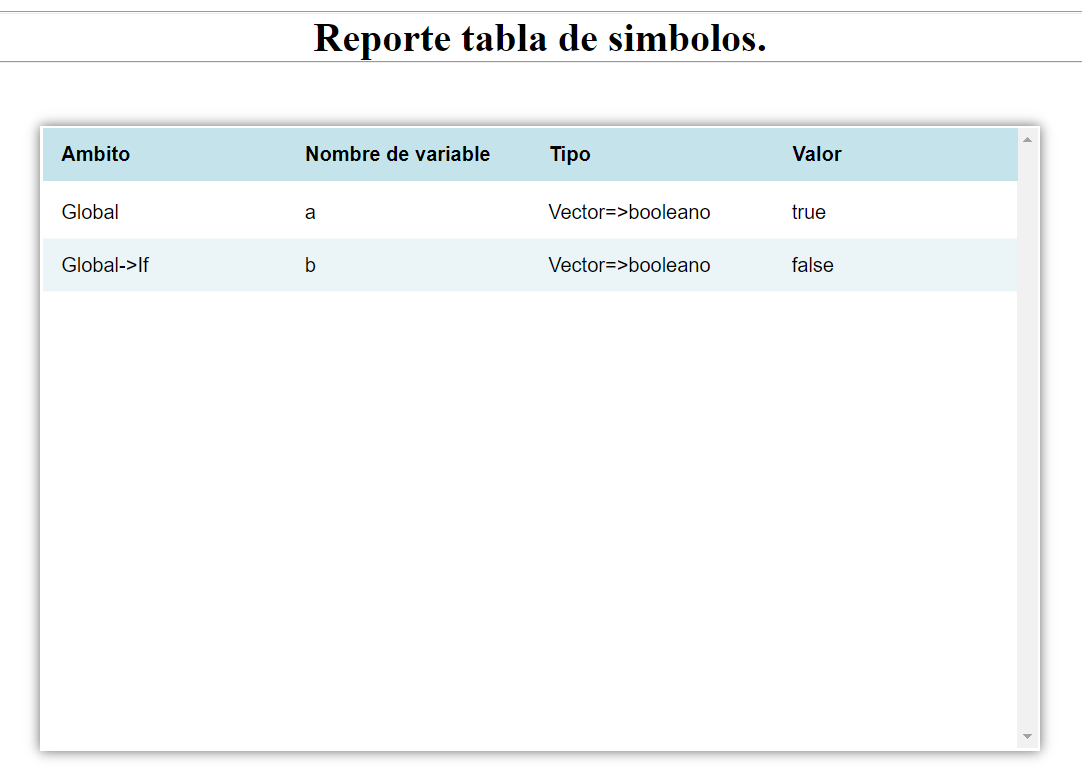 Reporte tabla de simbolos.
Ambito Nombre de variable Tipo Valor
Global a Vector=>booleano true
Global->If b Vector=>booleano false